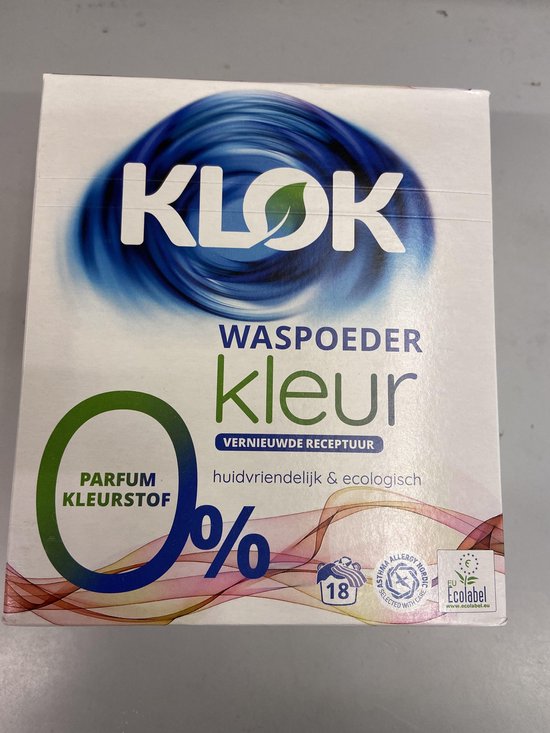 KLOK
WASPOEDER
kleur
VERNIEUWDE RECEPTUUR
huidvriendelijk & ecologisch
PARFUM
KLEURSTOF
0%
18
ASTHMA ALLERGY NORDIC
SELECTED WITH CARE
EU
Ecolabel
www.ecolabel.eu